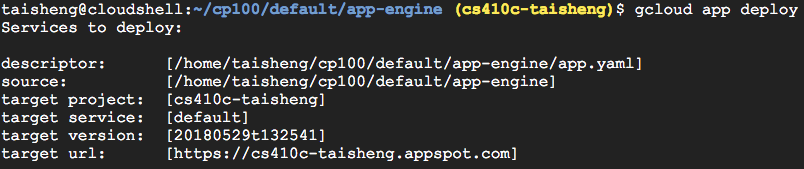 taisheng@cloudshell:~/cp100/default/app-engine (cs410c-taisheng)$ gcloud app deploy
Services to deploy:
descriptor:      [/home/taisheng/cp100/default/app-engine/app.yaml]
source:          [/home/taisheng/cp100/default/app-engine]
target project:  [cs410c-taisheng]
target service:  [default]
target version:  [20180529t132541]
target url:      [https://cs410c-taisheng.appspot.com]